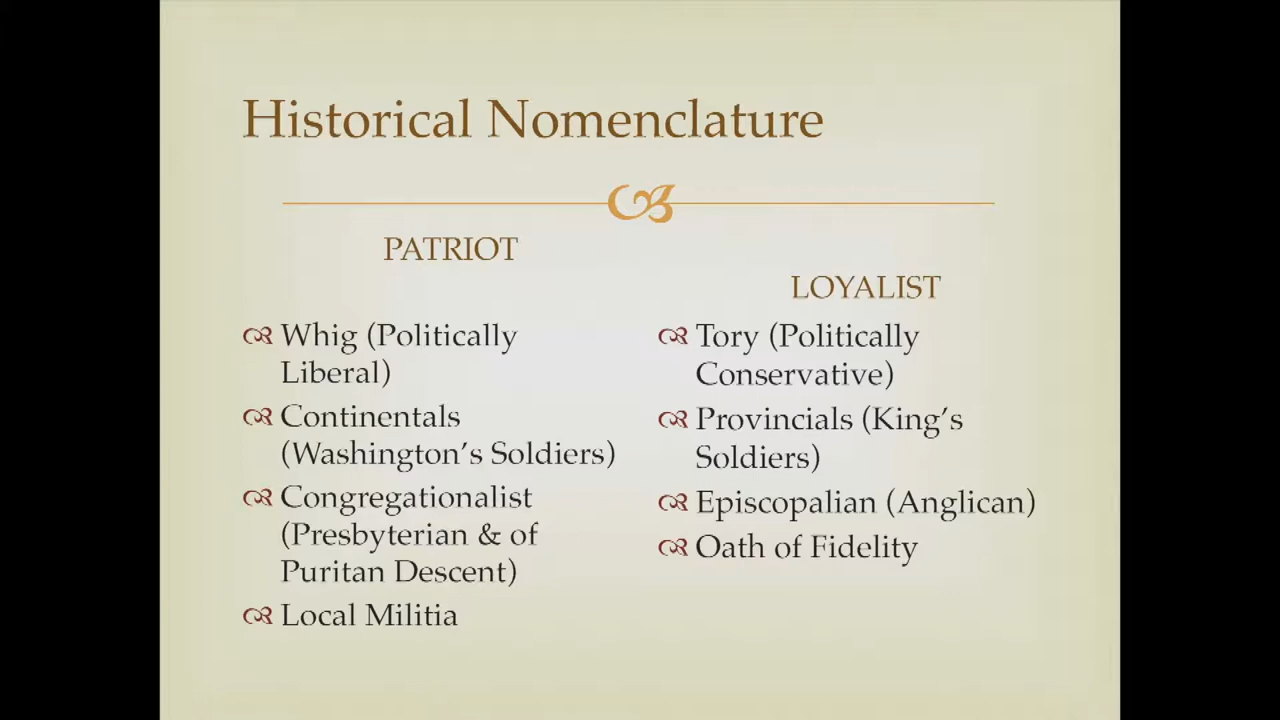 Historical Nomenclature
PATRIOT
Whig (Politically
Liberal)
Continentals
(Washington's Soldiers)
Congregationalist
(Presbyterian & of
Puritan Descent)
Local Militia
LOYALIST
Tory (Politically
Conservative)
Provincials (King's
Soldiers)
Episcopalian (Anglican)
Oath of Fidelity